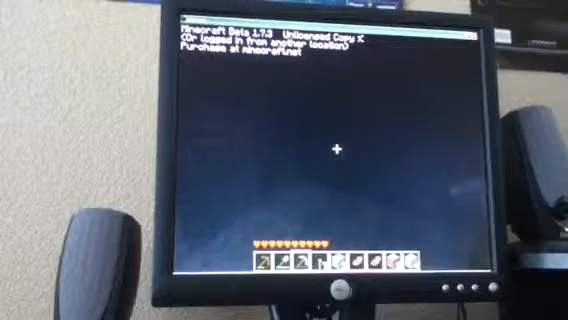 Minecraft Beta 1.7.3   Unlicensed Copy :(
(Or logged in from another location)
Purchase at minecraft.net